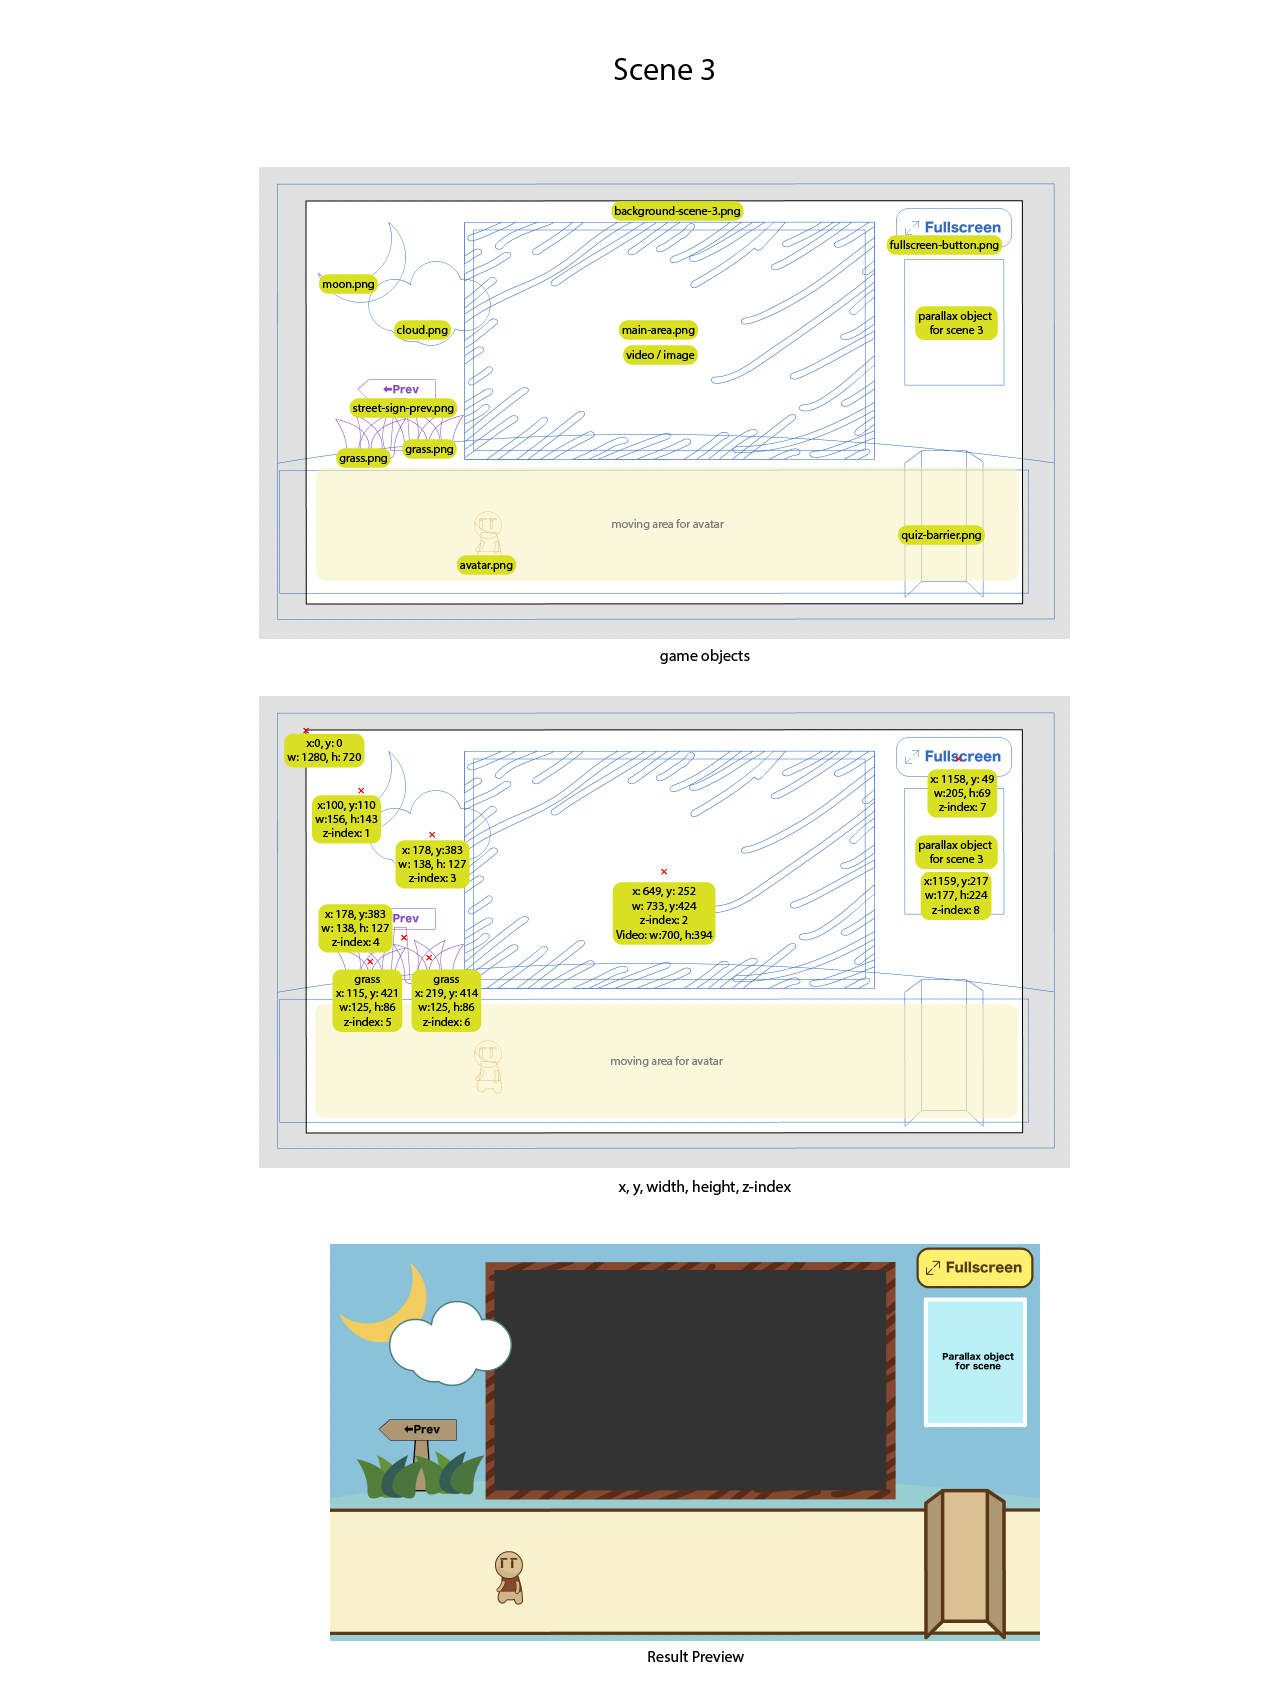 Scene 3
background-scene-3.png
Fullscreen
fullscreen-button.png
moon.png
cloud.png
main-area.png
video / image
parallax object
for scene 3
⬅Prev
street-sign-prev.png
grass.png
grass.png
moving area for avatar
quiz-barrier.png
avatar.png
game objects
x:0, y: 0
w: 1280, h: 720
x:100, y:110
w:156, h:143
z-index: 1
x: 178, y:383
w: 138, h: 127
z-index: 3
Fullscreen
x: 1158, y: 49
w:205, h:69
z-index: 7
parallax object
for scene 3
x:1159, y:217
w:177, h:224
z-index: 8
x: 649, y: 252
w: 733, y:424
z-index: 2
Video: w:700, h:394
x: 178, y:383
w: 138, h: 127
z-index: 4
Prev
grass
x: 115, y: 421
w:125, h:86
z-index: 5
grass
x: 219, y: 414
w:125, h:86
z-index: 6
moving area for avatar
x, y, width, height, z-index
Fullscreen
Parallax object
for scene
⬅Prev
Result Preview